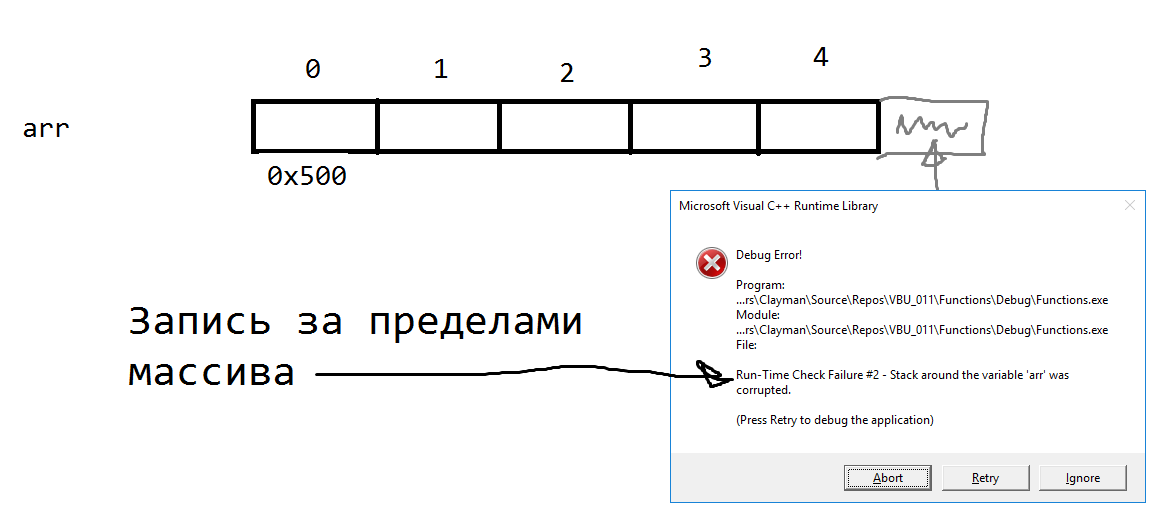 0 1 2 3 4
arr
0x500
Microsoft Visual C++ Runtime Library
Debug Error!
Program:
...rs\Clayman\Source\Repos\VBU_011\Functions\Debug\Functions.exe
Module:
...rs\Clayman\Source\Repos\VBU_011\Functions\Debug\Functions.exe
File:
Запись за пределами
массива
Run-Time Check Failure #2 - Stack around the variable 'arr' was
corrupted.
(Press Retry to debug the application)
Abort Retry Ignore